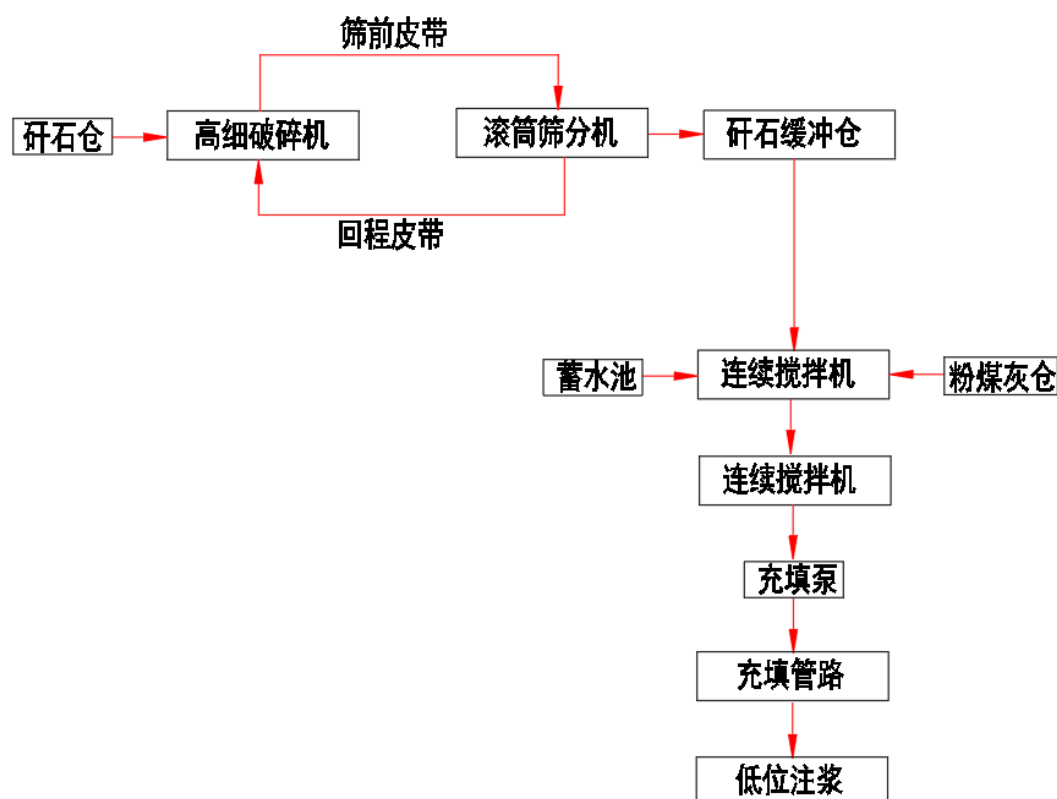 筛前皮带
矸石仓
高细破碎机
滚筒筛分机
矸石缓冲仓
回程皮带
蓄水池
连续搅拌机
粉煤灰仓
连续搅拌机
充填泵
充填管路
低位注浆